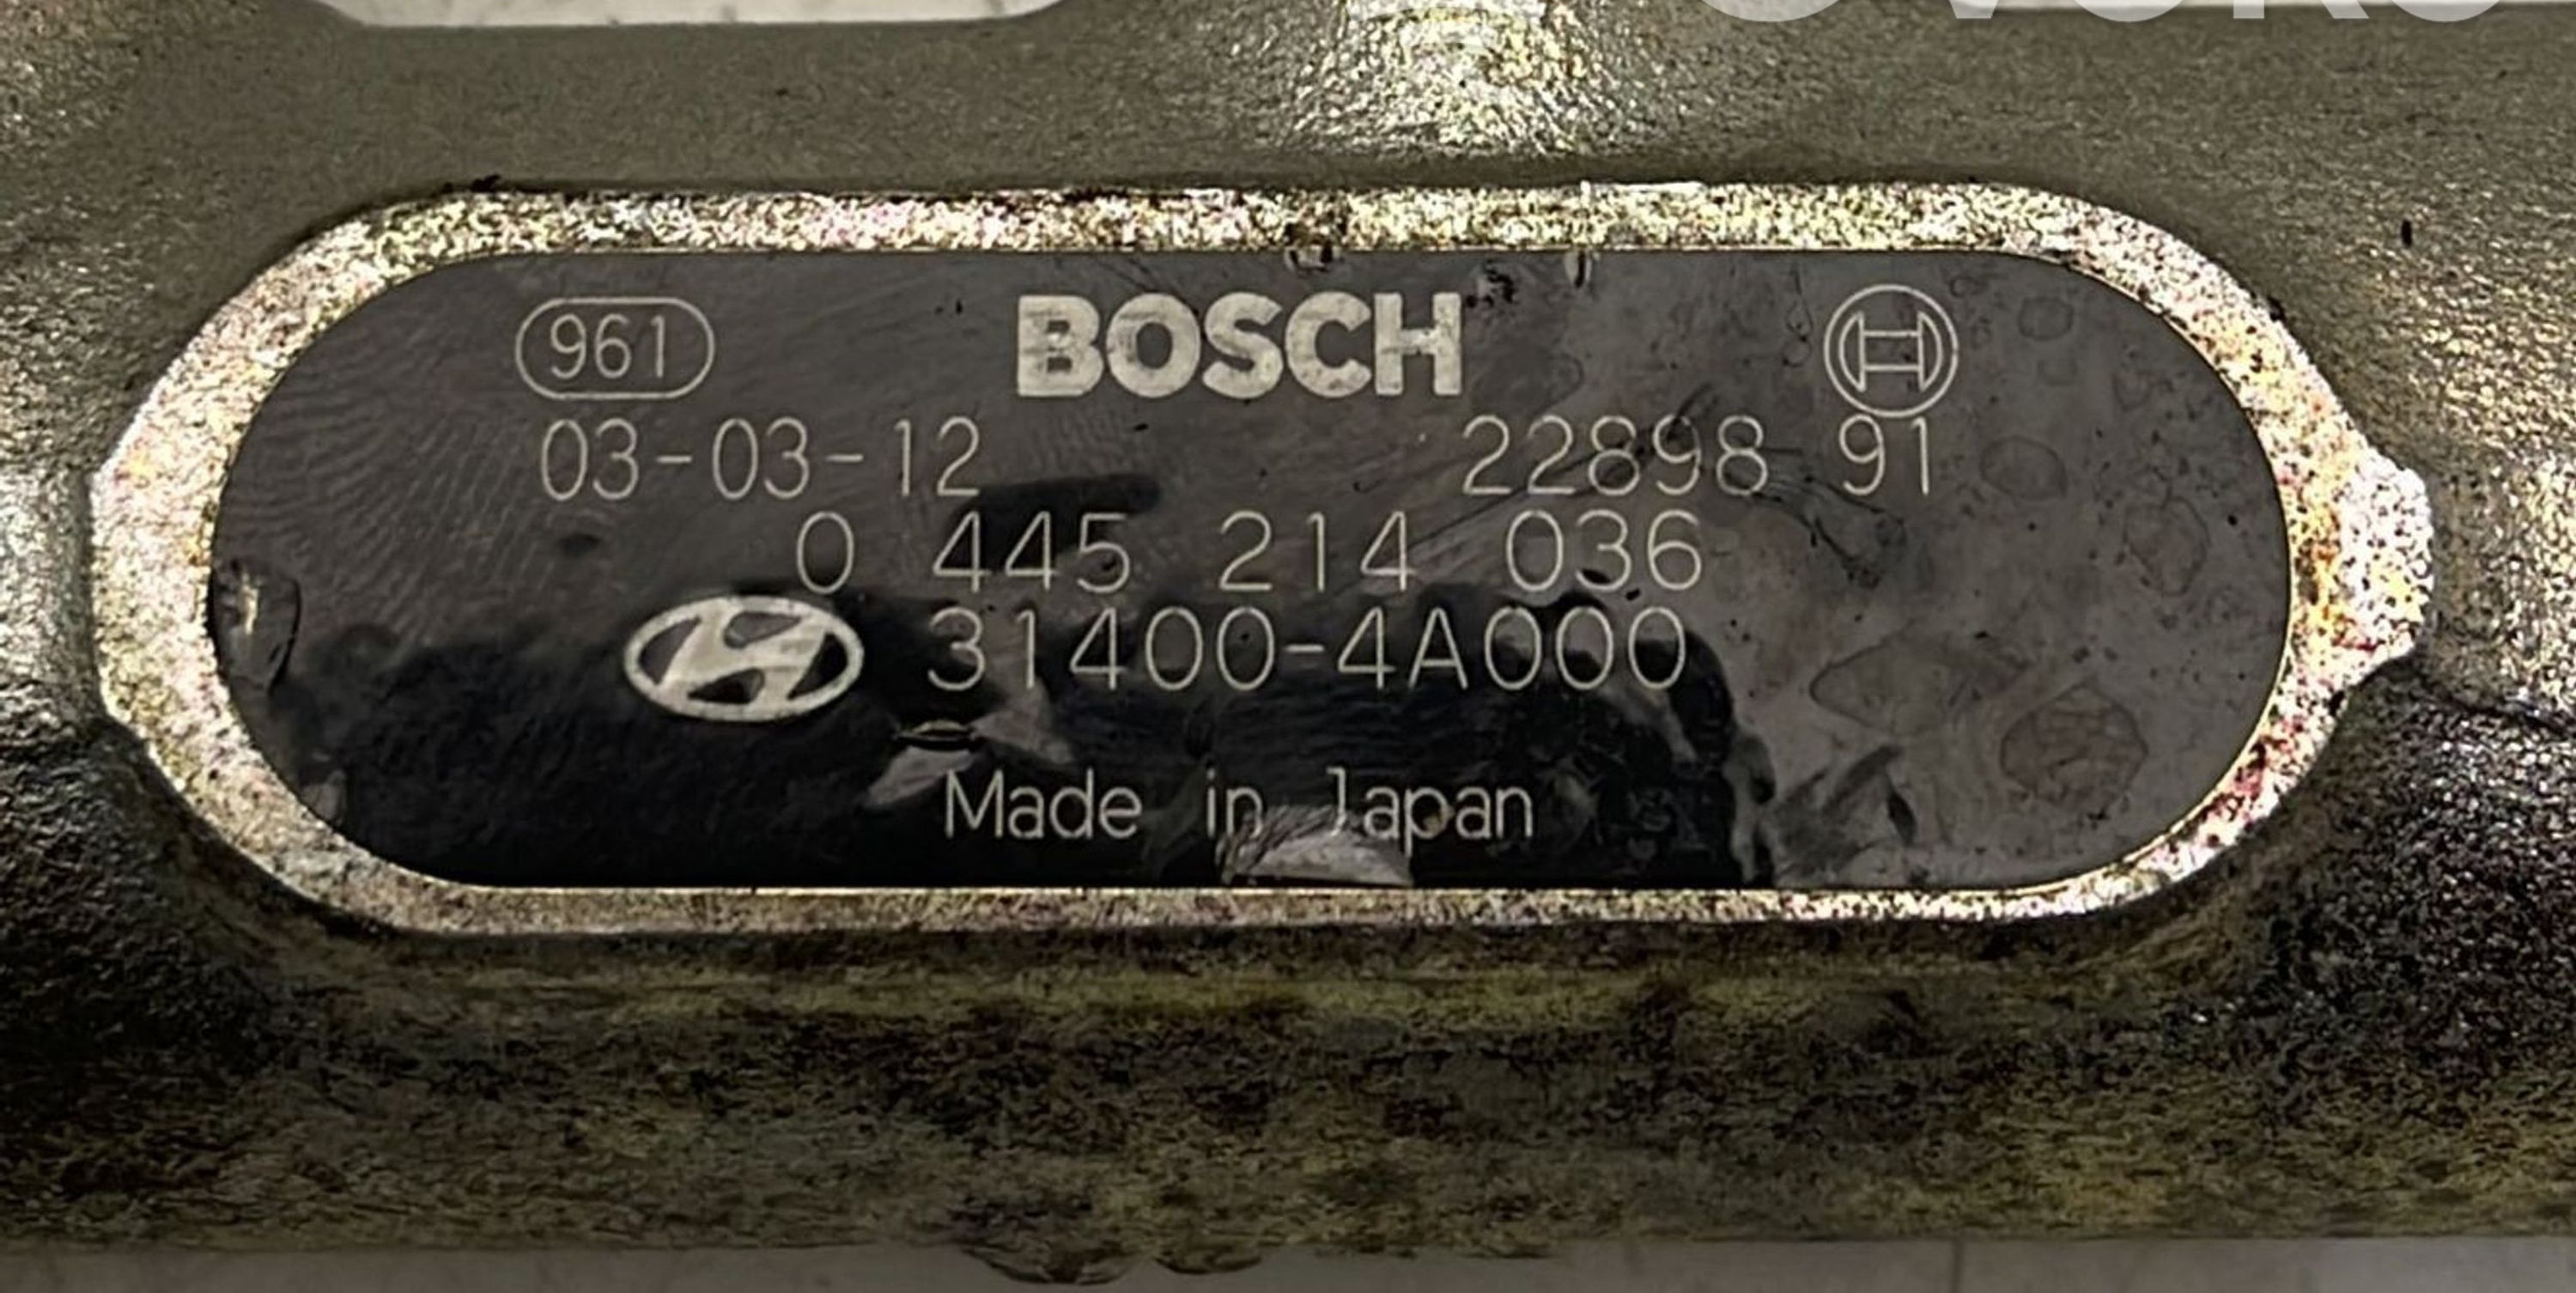 961 BOSCH
03-03-12 22898 91
0 445 214 036
31400-4A000
Made in Japan